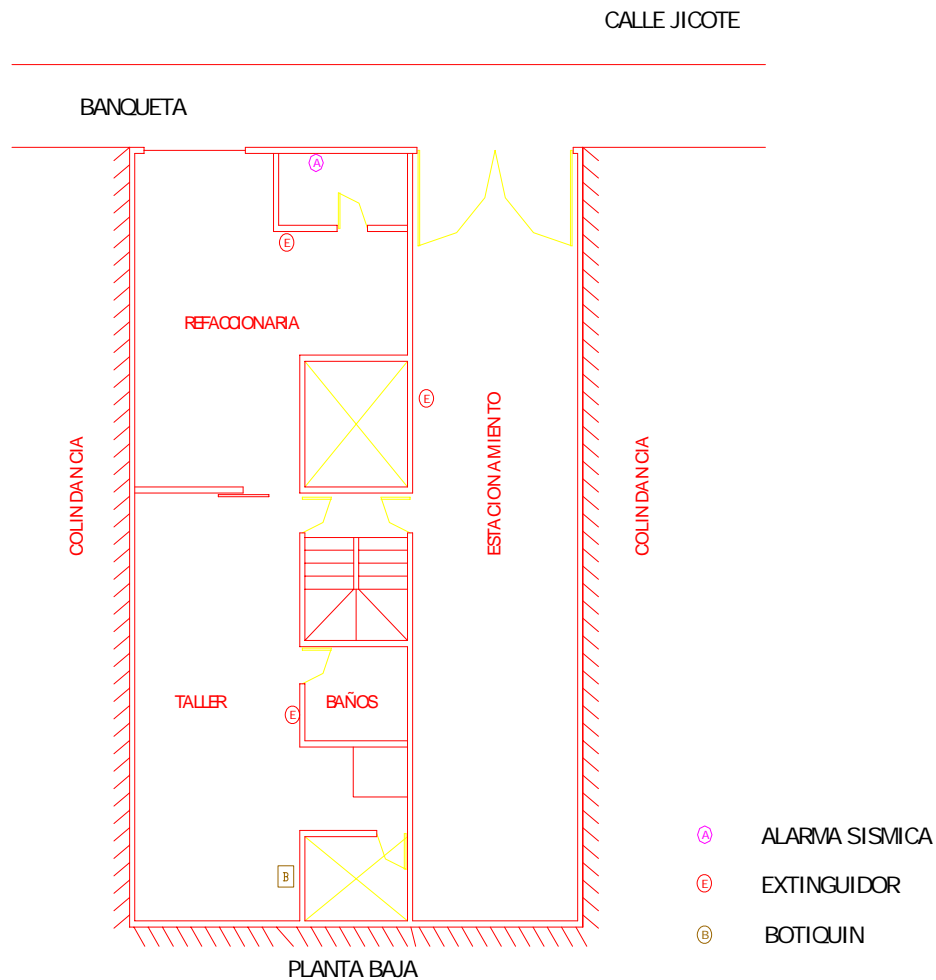 CALLE JICOTE
BANQUETA
A
E
REFACCIONARIA
E
ESTACIONAMIENTO
COLINDANCIA
COLINDANCIA
TALLER
E
BAÑOS
B
A ALARMA SISMICA
E EXTINGUIDOR
B BOTIQUIN
PLANTA BAJA